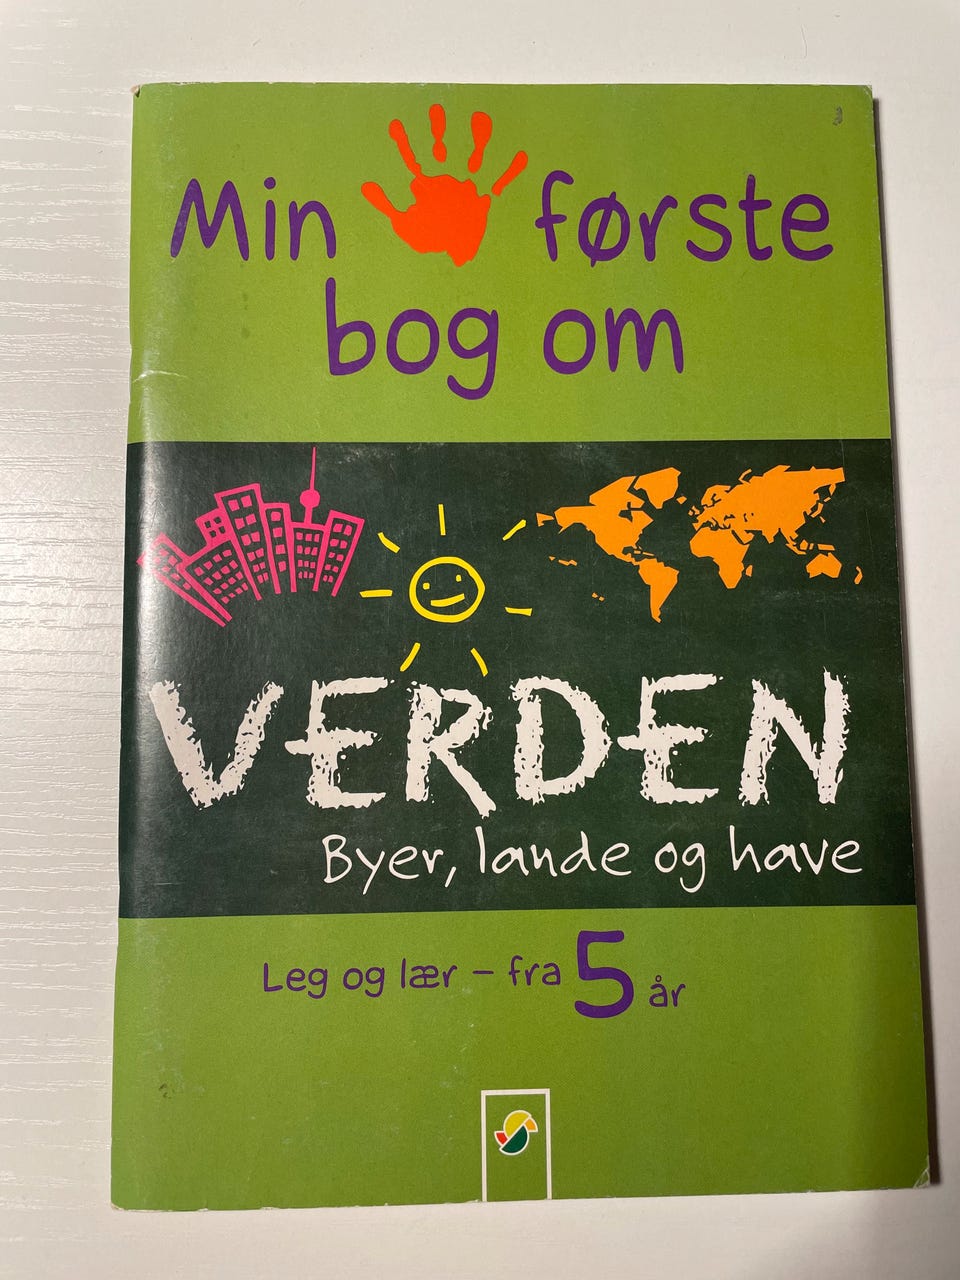 Min første
bog om
VERDEN
Byer, lande og have
Leg og lær – fra 5 år